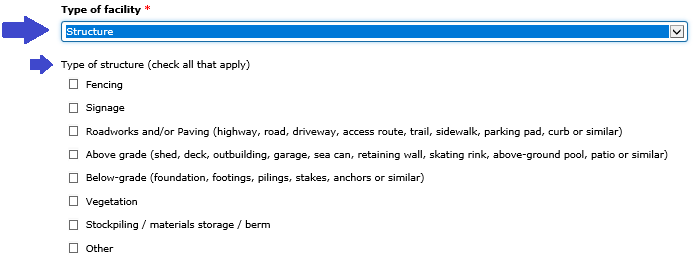 Type of facility *
Structure
Type of structure (check all that apply)
Fencing
Signage
Roadworks and/or Paving (highway, road, driveway, access route, trail, sidewalk, parking pad, curb or similar)
Above grade (shed, deck, outbuilding, garage, sea can, retaining wall, skating rink, above-ground pool, patio or similar)
Below-grade (foundation, footings, pilings, stakes, anchors or similar)
Vegetation
Stockpiling / materials storage / berm
Other